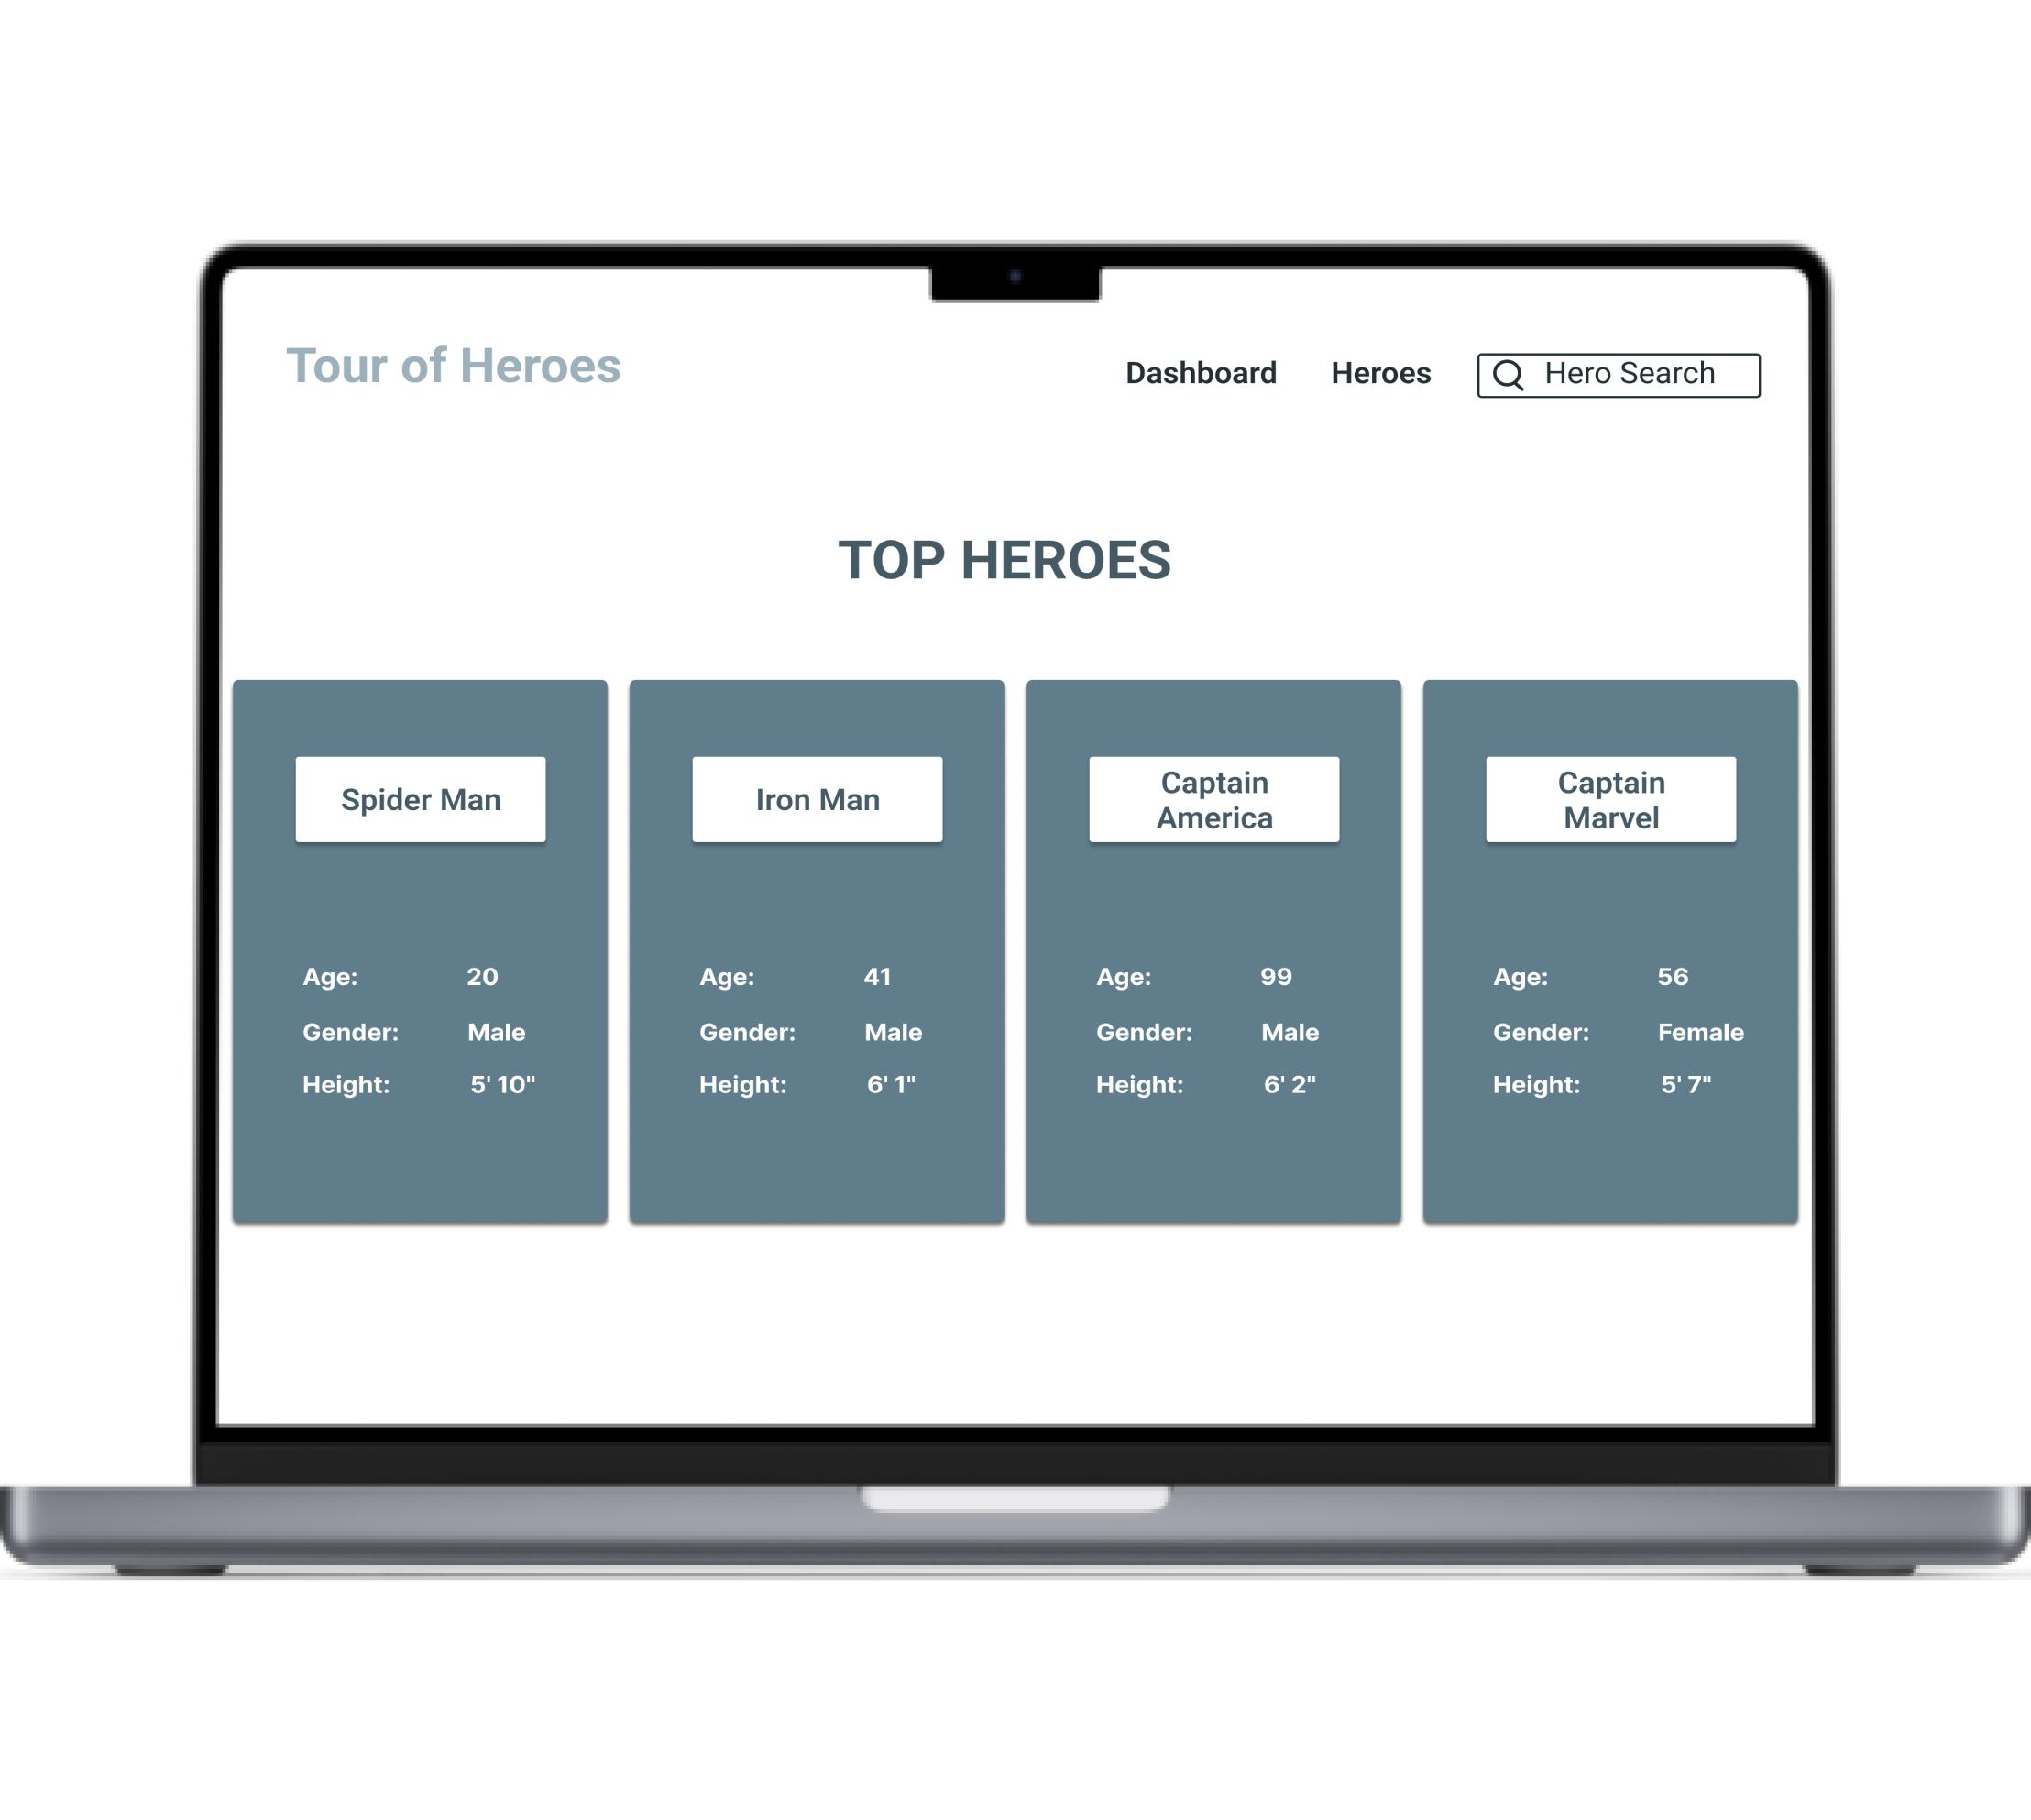 Tour of Heroes
Dashboard Heroes Hero Search
TOP HEROES
Spider Man
Age: 20
Gender: Male
Height: 5' 10"
Iron Man
Age: 41
Gender: Male
Height: 6' 1"
Captain
America
Age: 99
Gender: Male
Height: 6' 2"
Captain
Marvel
Age: 56
Gender: Female
Height: 5' 7"